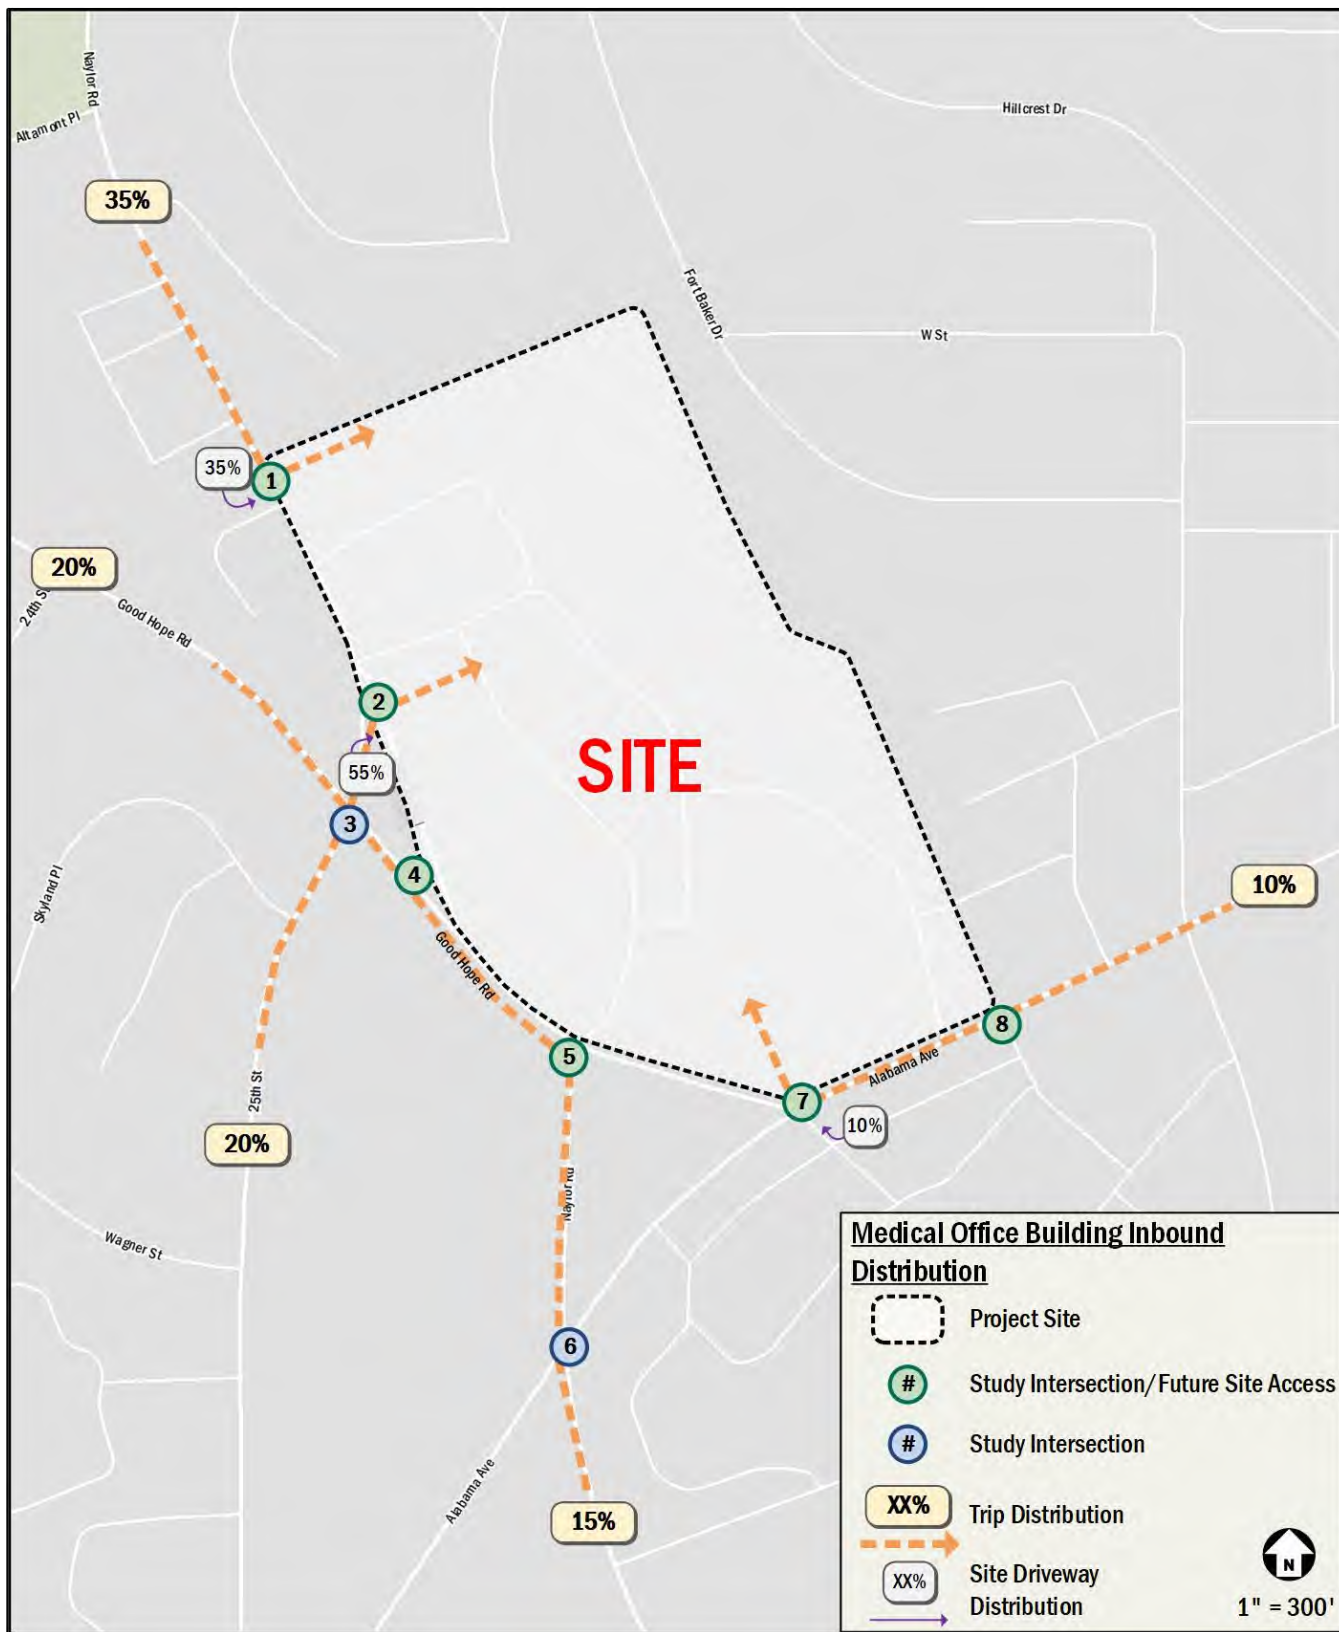 Naylor Rd
Altamont Pl
Hillcrest Dr
35%
Fort Baker Dr
W St
35%
1
20%
24th St
Good Hope Rd
2
SITE
55%
3
4
Skyland Pl
10%
Good Hope Rd
8
5
Alabama Ave
25th St
7
10%
20%
Naylor Rd
Wagner St
6
Alabama Ave
15%
Medical Office Building Inbound
Distribution
Project Site
# Study Intersection/Future Site Access
# Study Intersection
XX% Trip Distribution
XX% Site Driveway
Distribution
N
1" = 300'